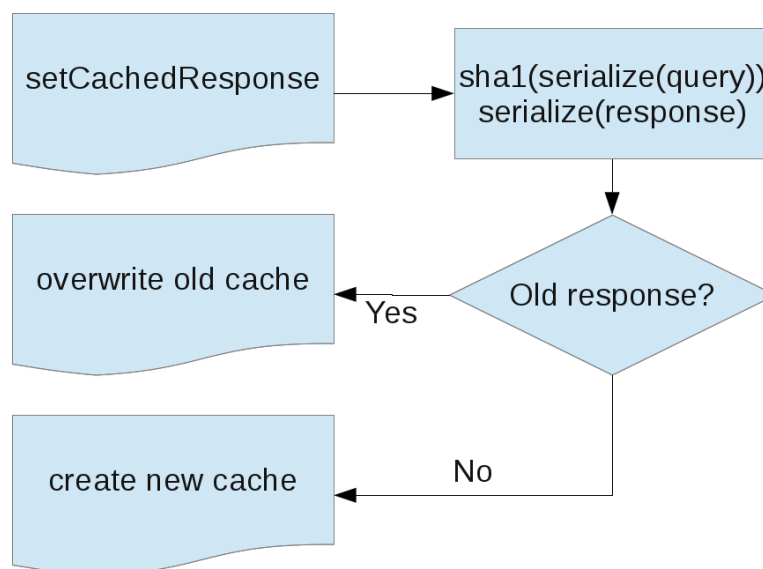 setCachedResponse
sha1(serialize(query))
serialize(response)
overwrite old cache
Yes
Old response?
create new cache
No